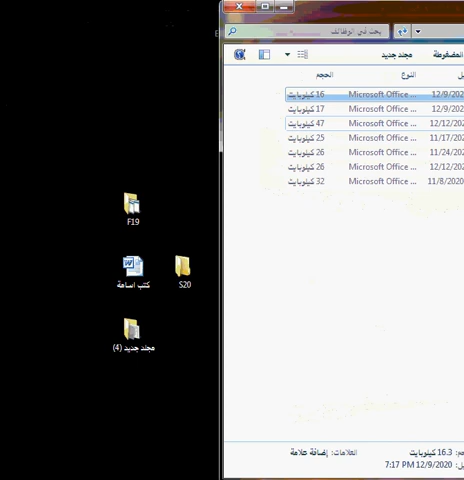 بحث في الوظائف
المضغوطة
مجلد جديد
النوع
الحجم
12/9/202 Microsoft Office ... 16 كيلوبايت
12/9/202 Microsoft Office ... 17 كيلوبايت
12/12/202 Microsoft Office ... 47 كيلوبايت
11/17/202 Microsoft Office ... 25 كيلوبايت
11/24/202 Microsoft Office ... 26 كيلوبايت
12/12/202 Microsoft Office ... 26 كيلوبايت
11/8/2020 Microsoft Office ... 32 كيلوبايت
F19
كتب اسامة
S20
مجلد جديد (4)
16.3 كيلوبايت
العلامات: إضافة علامة
7:17 PM 12/9/2020